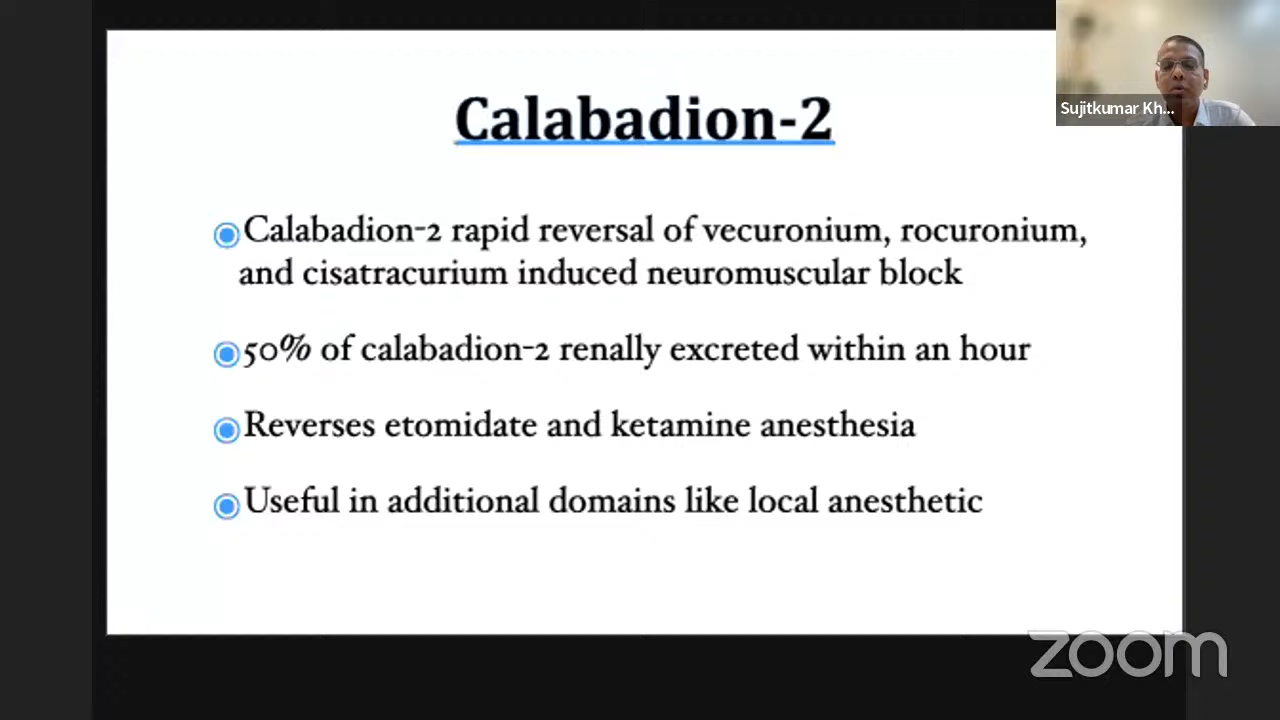 Calabadion-2
Sujitkumar Kh...
Calabadion-2 rapid reversal of vecuronium, rocuronium,
and cisatracurium induced neuromuscular block
50% of calabadion-2 renally excreted within an hour
Reverses etomidate and ketamine anesthesia
Useful in additional domains like local anesthetic
zoom